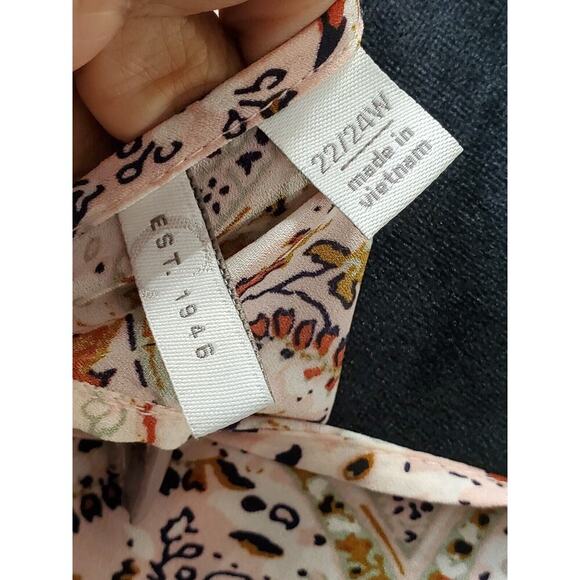 22/24W
made in
vietnam
EST. 1946